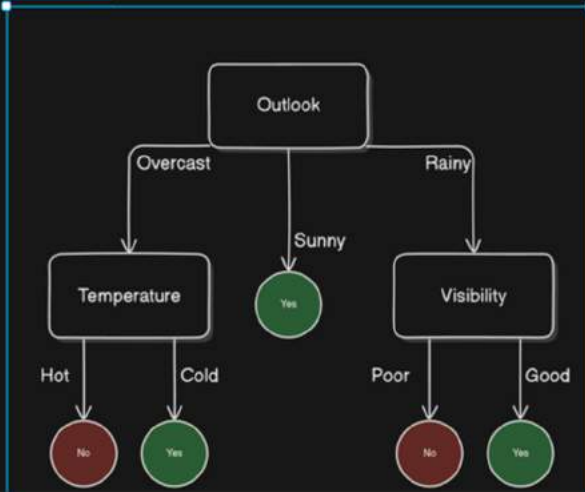 Outlook
Overcast
Rainy
Sunny
Temperature
Yes
Visibility
Hot
Cold
Poor
Good
No
Yes
No
Yes